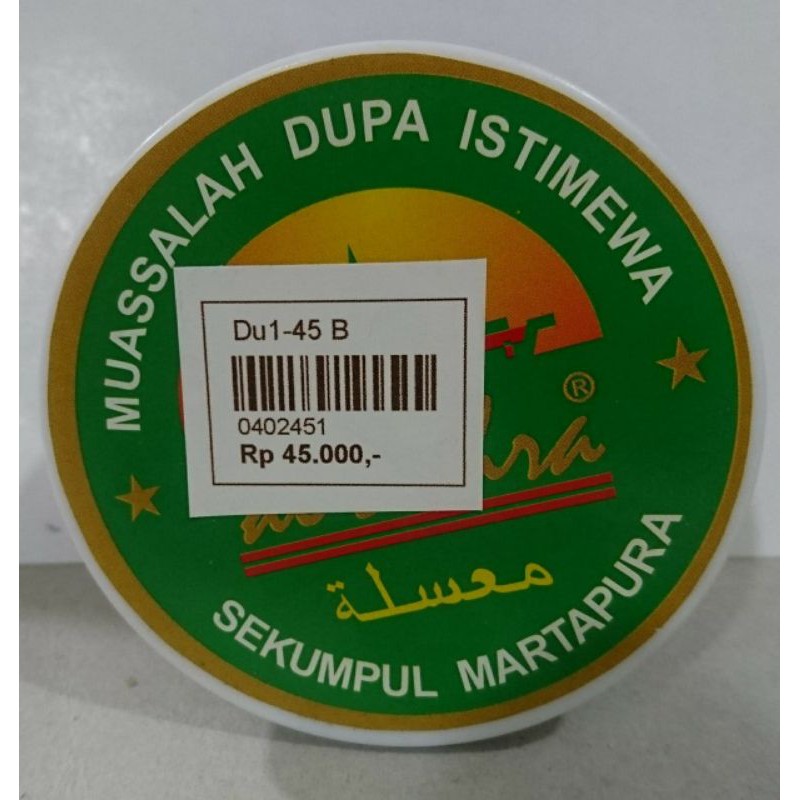 MUASSALAH DUPA ISTIMEWA
Du1-45 B
0402451
Rp 45.000,-
®
معسلة
SEKUMPUL MARTAPURA